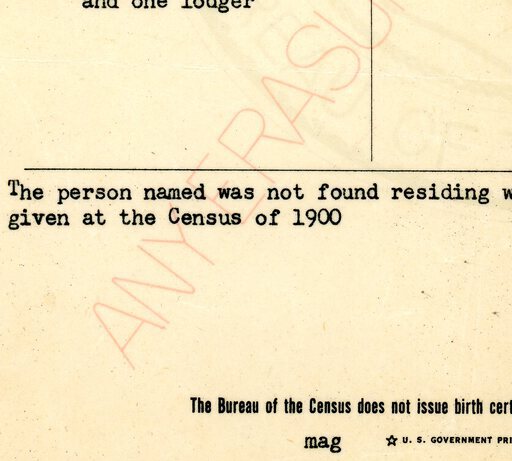 and one lodger
ANY ERASU
The person named was not found residing w
given at the Census of 1900
The Bureau of the Census does not issue birth cert
mag ☆ U. S. GOVERNMENT PRI